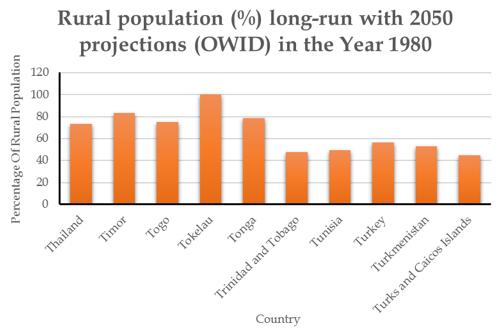 Rural population (%) long-run with 2050
projections (OWID) in the Year 1980
Percentage Of Rural Population
120
100
80
60
40
20
0
Thailand
Timor
Togo
Tokelau
Tonga
Trinidad and Tobago
Tunisia
Turkey
Turkmenistan
Turks and Caicos Islands
Country